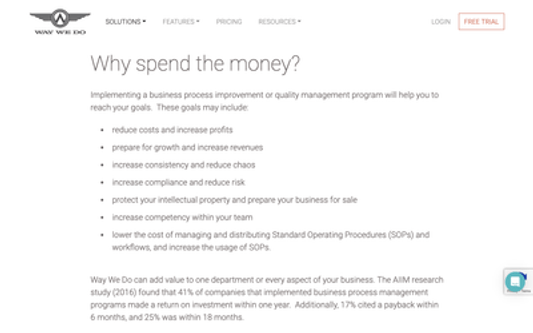 WAY WE DO
SOLUTIONS
FEATURES
PRICING
RESOURCES
LOGIN
FREE TRIAL
Why spend the money?
Implementing a business process improvement or quality management program will help you to
reach your goals. These goals may include:
• reduce costs and increase profits
• prepare for growth and increase revenues
• increase consistency and reduce chaos
• increase compliance and reduce risk
• protect your intellectual property and prepare your business for sale
• increase competency within your team
• lower the cost of managing and distributing Standard Operating Procedures (SOPs) and
workflows, and increase the usage of SOPs.
Way We Do can add value to one department or every aspect of your business. The AIIM research
study (2016) found that 41% of companies that implemented business process management
programs made a return on investment within one year. Additionally, 17% cited a payback within
6 months, and 25% was within 18 months.